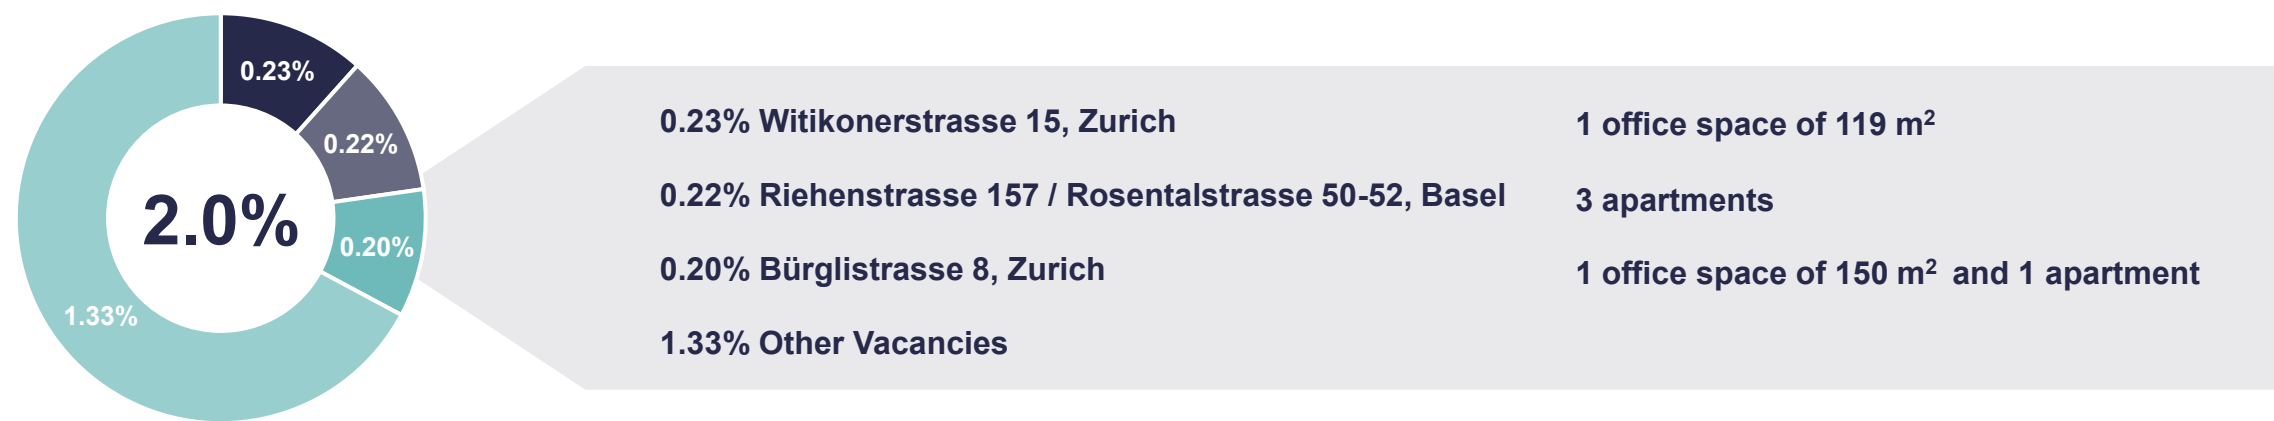 0.23%
0.22%
0.20%
1.33%
2.0%
0.23% Witikonerstrasse 15, Zurich
1 office space of 119 m²
0.22% Riehenstrasse 157 / Rosentalstrasse 50-52, Basel
3 apartments
0.20% Bürglistrasse 8, Zurich
1 office space of 150 m² and 1 apartment
1.33% Other Vacancies